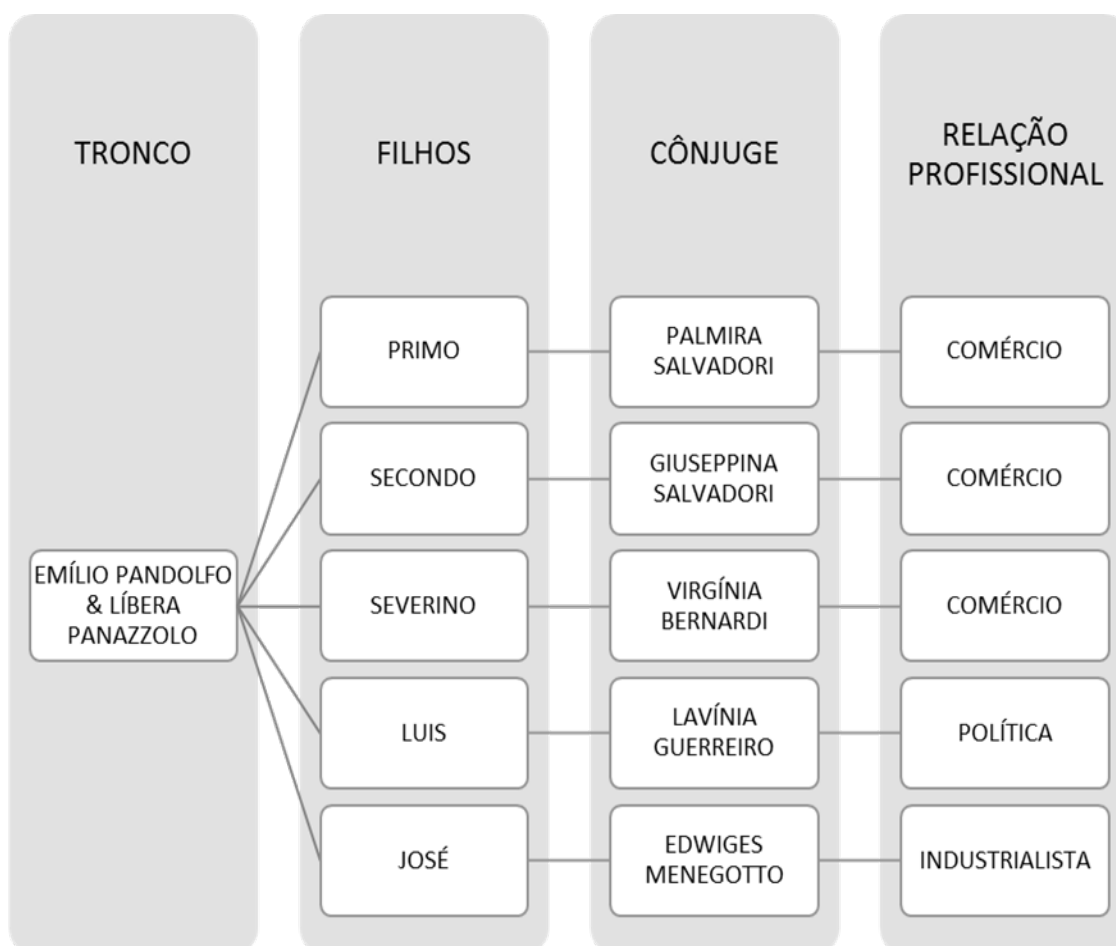 TRONCO
FILHOS
CÔNJUGE
RELAÇÃO
PROFISSIONAL
EMÍLIO PANDOLFO
& LÍBERA
PANAZZOLO
PRIMO
PALMIRA
SALVADORI
COMÉRCIO
SECONDO
GIUSEPPINA
SALVADORI
COMÉRCIO
SEVERINO
VIRGÍNIA
BERNARDI
COMÉRCIO
LUIS
LAVÍNIA
GUERREIRO
POLÍTICA
JOSÉ
EDWIGES
MENEGOTTO
INDUSTRIALISTA